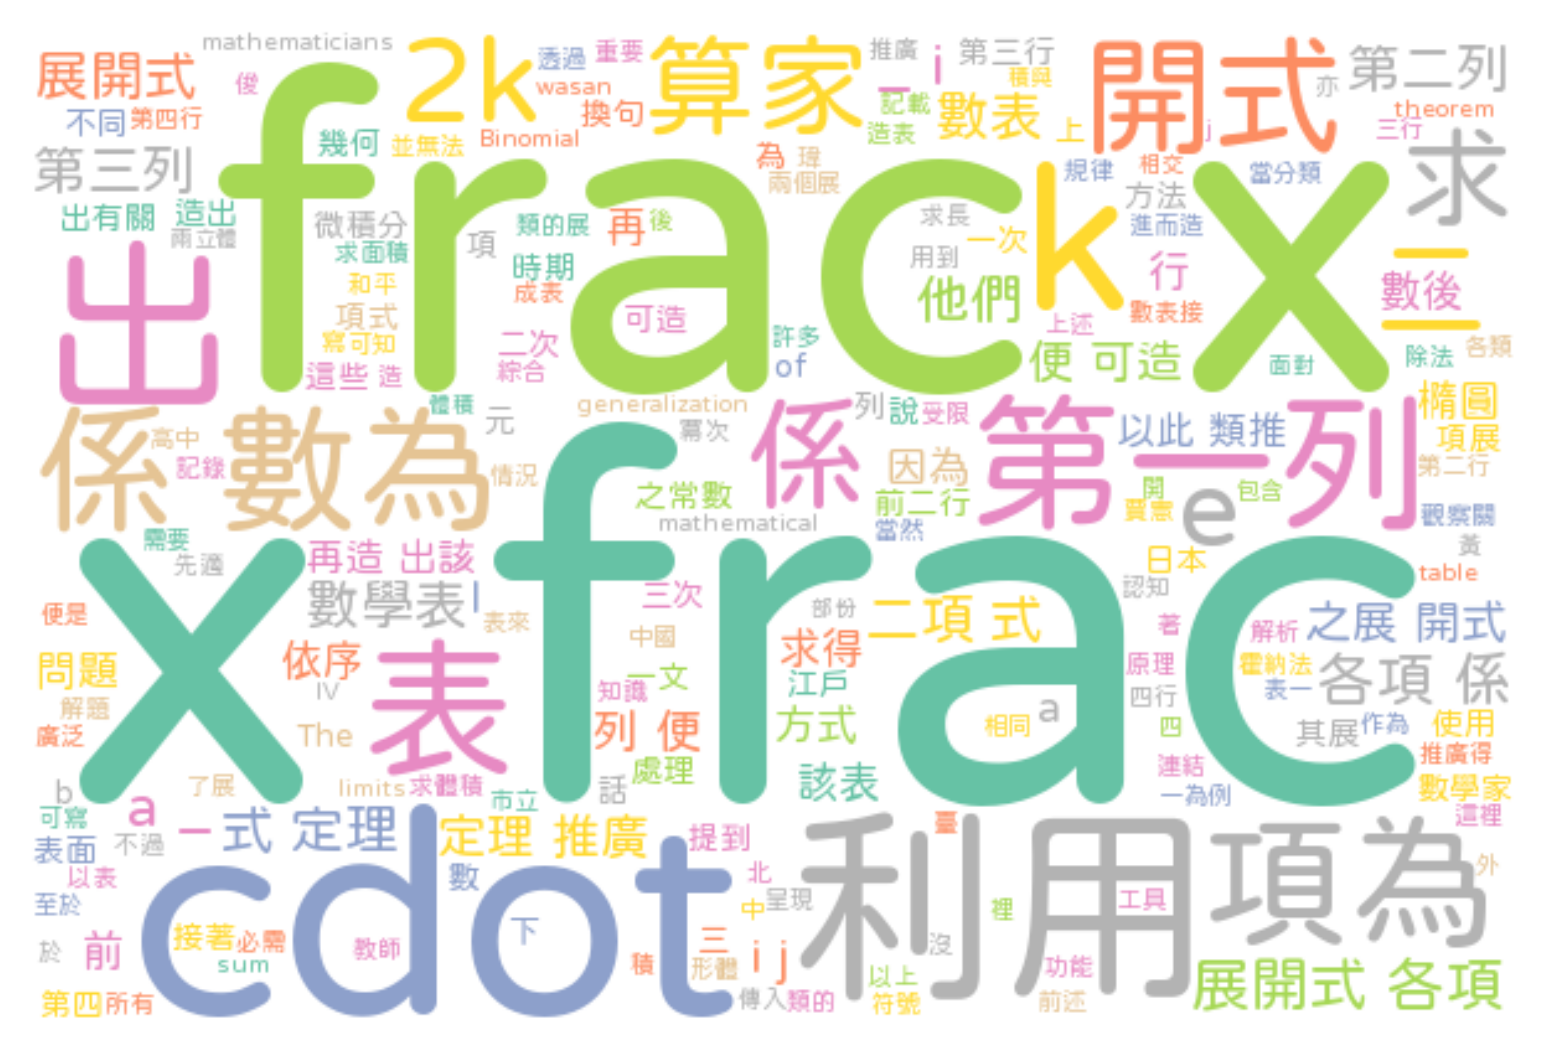 mathematicians
展開式
俊
2k
透過
重要
wasan
算家
推廣
i
第三行
積與
開式
亦
第二列
theorem
不同
第四行
frac
幾何
並無法
Binomial
換句
記載
造表
數表
上
j
三行
第三列
為
瑋
兩個展
k
規律
相交
方法
當分類
x
求
出有關
造出
兩立體
微積分
求面積
項
類的展
再
後
求長
用到
一次
進而造
出
和平
項式
寫可知
時期
成表
可造
他們
行
數表接
二
數後
這些
造
二次
綜合
許多
of
上述
便 可造
面對
除法
各類
係
高中
記錄
數為
體積
元
情況
generalization
冪次
係
列
說
受限
第一列
以此 類推
橢圓
項展
第二行
之常數
mathematical
因為
前二行
當然
開
賈憲
e
包含
觀察關
黃
x
需要
先適
再造 出該
frac
日本
認知
table
便是
數學表
l
表來
三次
部份
二項 式
著
解析
之展 開式
問題
依序
IV
表
中國
一文
知識
求得
江戶
原理
四行
霍納法
表一
各項 係
解題
廣泛
The
列 便
方式
相同
a
四
其展
作為
使用
推廣得
b
了展
limits
求體積
話
處理
該表
連結
一為例
數學家
可寫
a
市立
這裡
表面
不過
一
式 定理
定理 推廣
提到
臺
利用
項為
外
以表
至於
cdot
數
北
中
呈現
裡
工具
於
前
接著
必需
sum
教師
下
積
三
形體
i j
沒
以上
符號
功能
前述
第四
所有
傳入
類的
展開式 各項